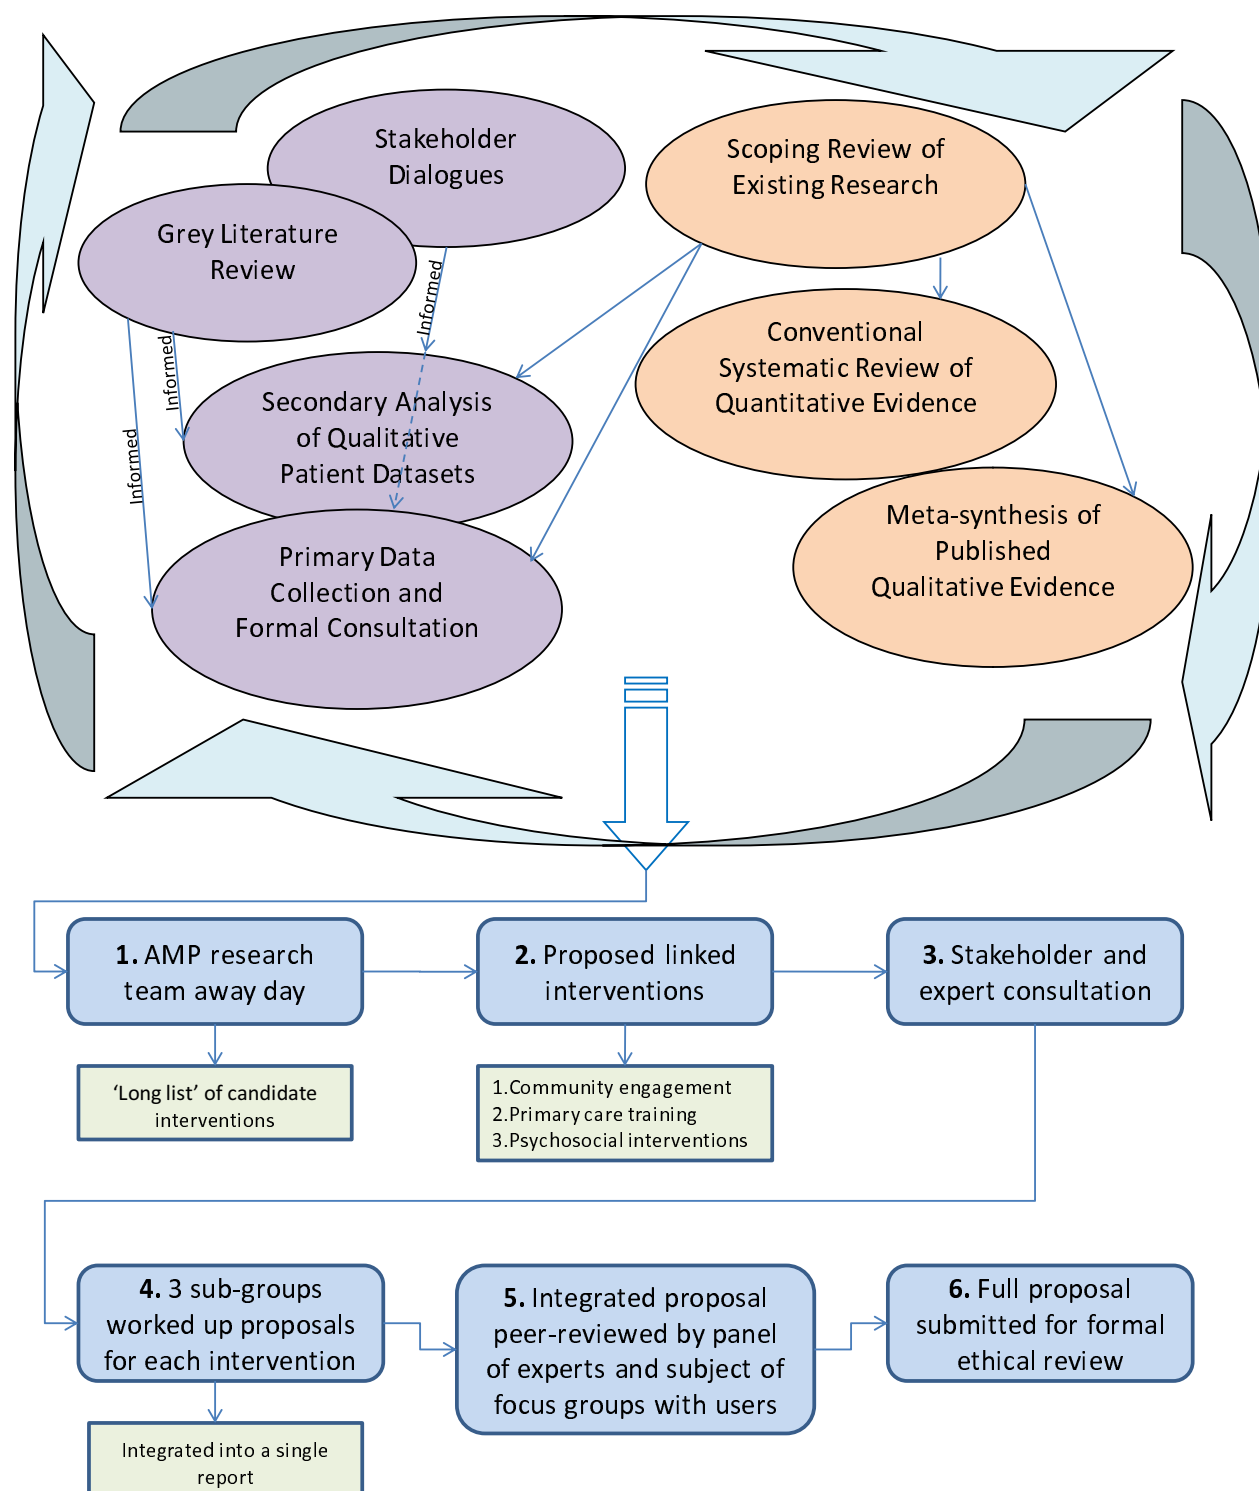 Stakeholder
Dialogues
Scoping Review of
Existing Research
Grey Literature
Review
Informed
Informed
Informed
Conventional
Systematic Review of
Quantitative Evidence
Secondary Analysis
of Qualitative
Patient Datasets
Meta-synthesis of
Published
Qualitative Evidence
Primary Data
Collection and
Formal Consultation
1. AMP research
team away day
2. Proposed linked
interventions
3. Stakeholder and
expert consultation
‘Long list’ of candidate
interventions
1.Community engagement
2.Primary care training
3.Psychosocial interventions
4. 3 sub-groups
worked up proposals
for each intervention
5. Integrated proposal
peer-reviewed by panel
of experts and subject of
focus groups with users
6. Full proposal
submitted for formal
ethical review
Integrated into a single
report